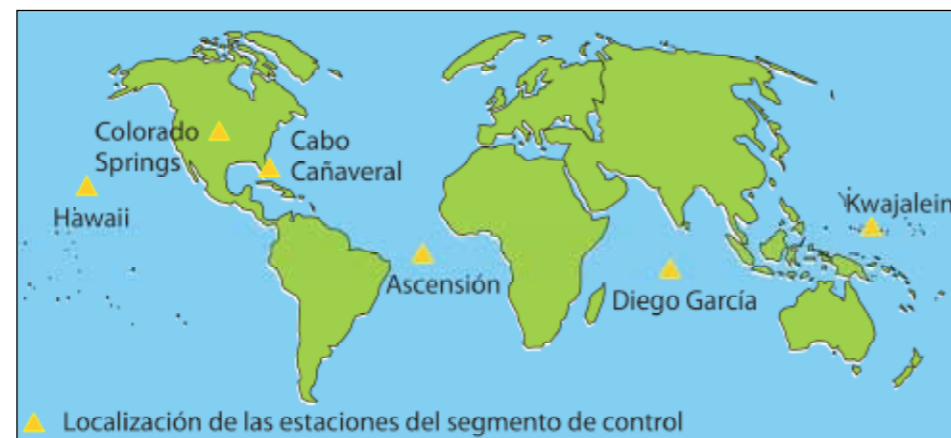 Colorado
Springs
Cabo
Cañaveral
Hawaii
Kwajalein
Ascensión
Diego García
Localización de las estaciones del segmento de control